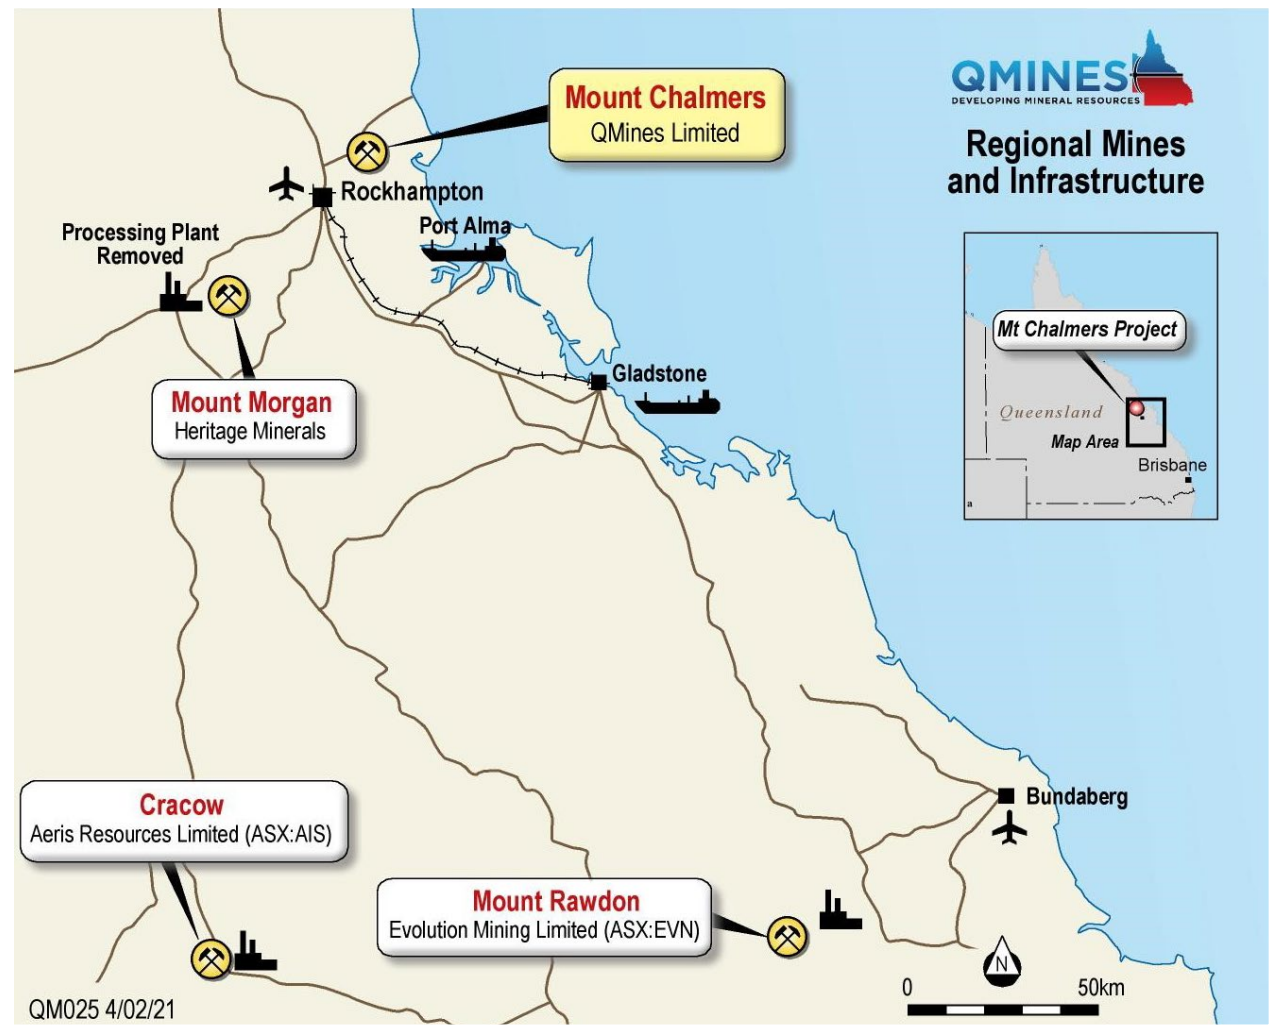 QMINES
DEVELOPING MINERAL RESOURCES
Regional Mines
and Infrastructure
Mount Chalmers
QMines Limited
Rockhampton
Port Alma
Processing Plant
Removed
Mount Morgan
Heritage Minerals
Gladstone
Mt Chalmers Project
Queensland
Map Area
Brisbane
a
Bundaberg
Cracow
Aeris Resources Limited (ASX:AIS)
Mount Rawdon
Evolution Mining Limited (ASX:EVN)
N
0 50km
QM025 4/02/21